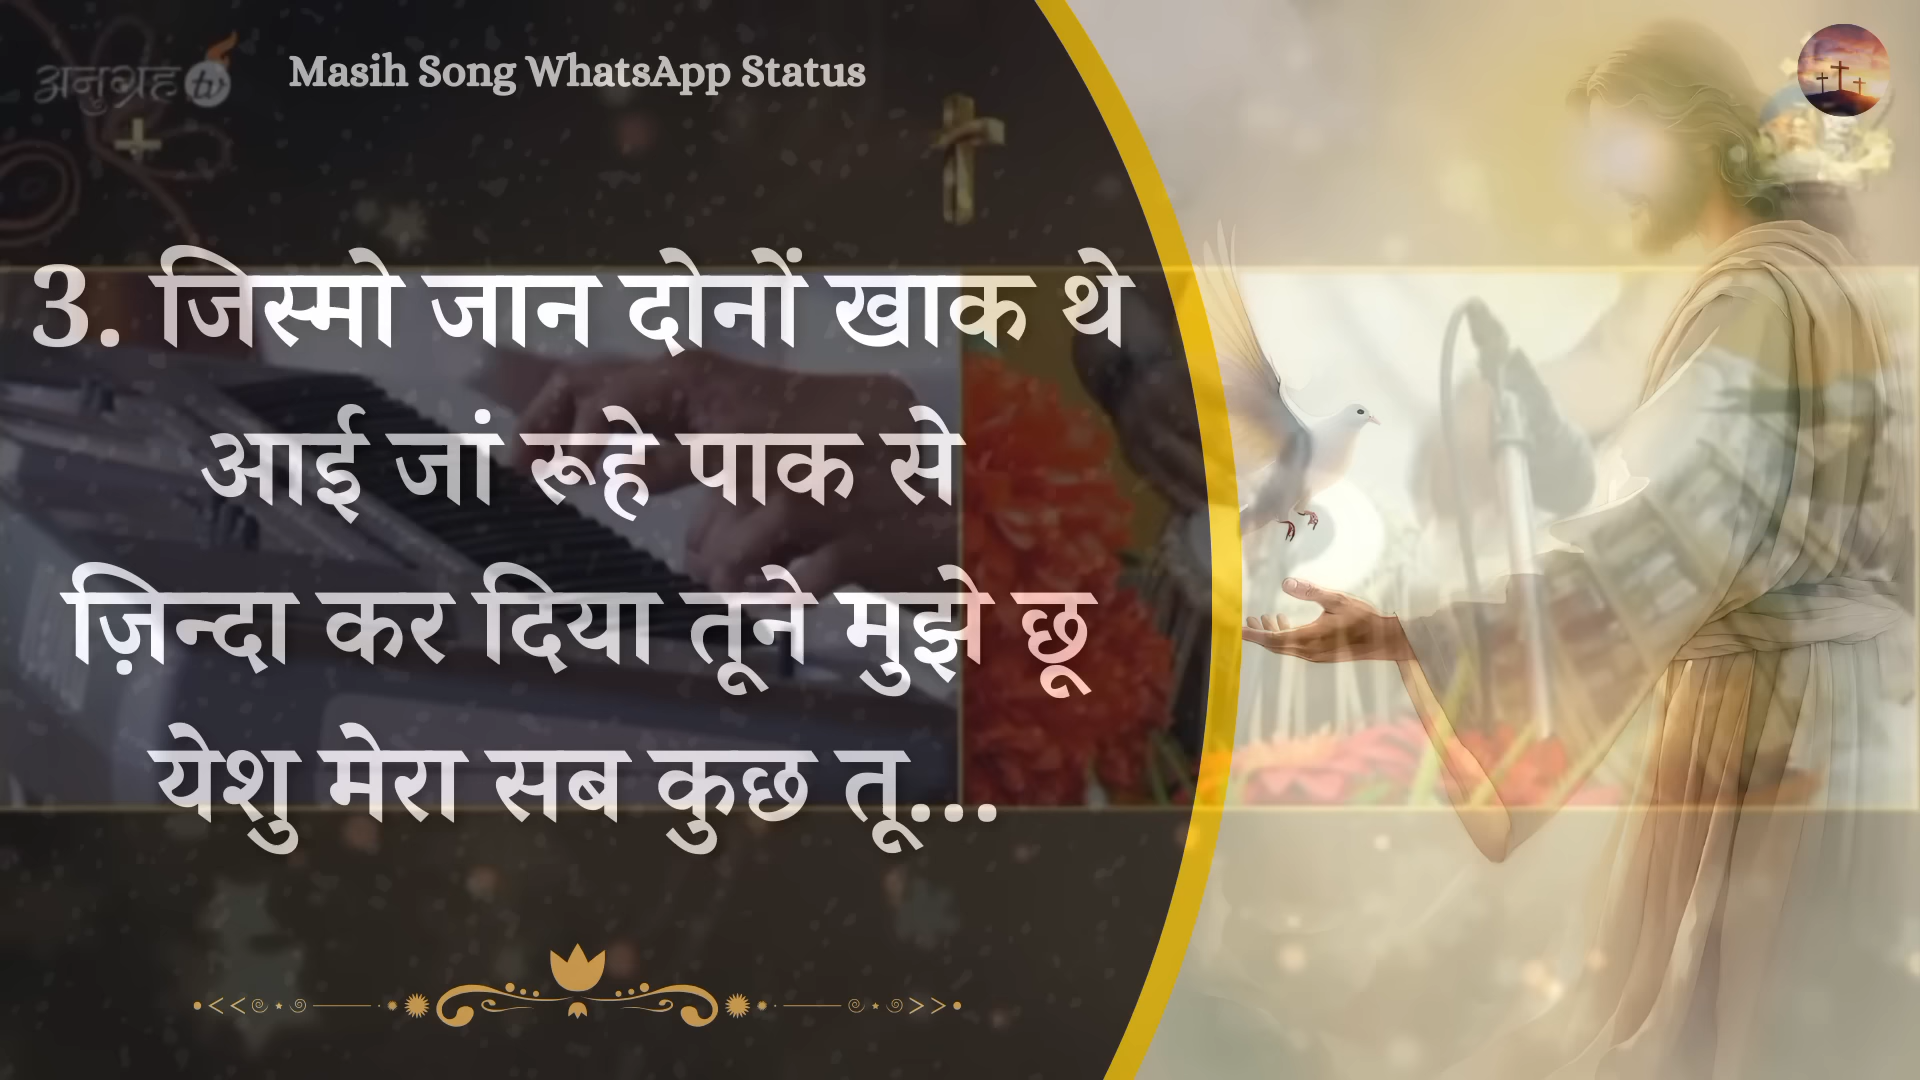 अनुग्रह tv
Masih Song WhatsApp Status
3. जिस्मो जान दोनों खाक थे
आई जां रूहे पाक से
ज़िन्दा कर दिया तूने मुझे छू
येशु मेरा सब कुछ तू...